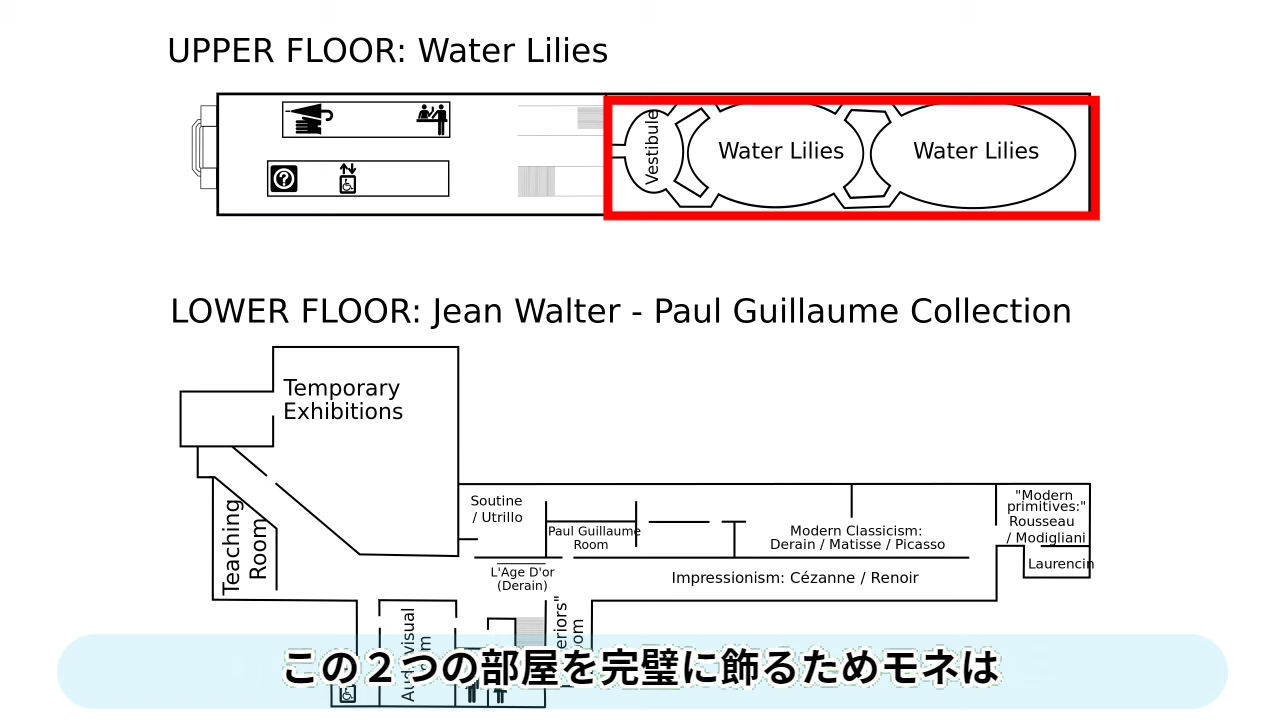 UPPER FLOOR: Water Lilies
Vestibule
Water Lilies
Water Lilies
LOWER FLOOR: Jean Walter - Paul Guillaume Collection
Temporary
Exhibitions
Teaching
Room
Soutine
/ Utrillo
Paul Guillaume
Room
Modern Classicism:
Derain / Matisse / Picasso
"Modern
primitives:"
Rousseau
/ Modigliani
Laurencin
L'Age D'or
(Derain)
Impressionism: Cézanne / Renoir
この２つの部屋を完璧に飾るためモネは